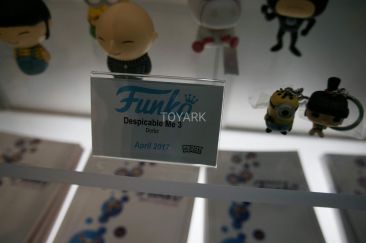 Funko
TOYARK
Despicable Me 3
Dorbz
April 2017